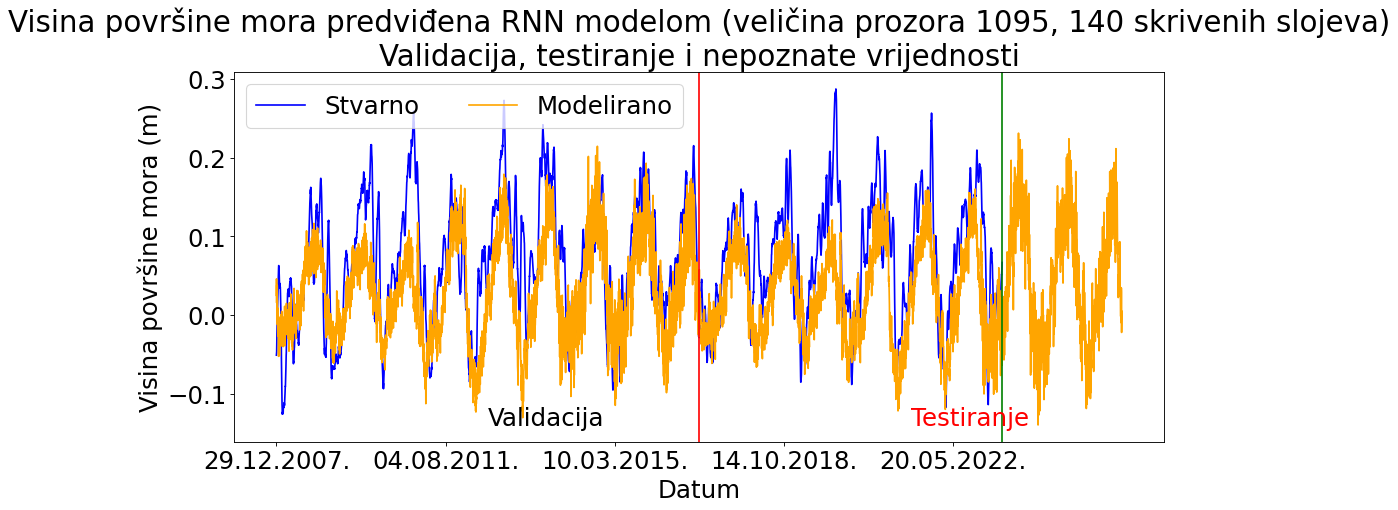 Visina površine mora predviđena RNN modelom (veličina prozora 1095, 140 skrivenih slojeva)
Validacija, testiranje i nepoznate vrijednosti
Stvarno
Modelirano
Visina površine mora (m)
0.3
0.2
0.1
0.0
−0.1
Validacija
Testiranje
29.12.2007.
04.08.2011.
10.03.2015.
14.10.2018.
20.05.2022.
Datum